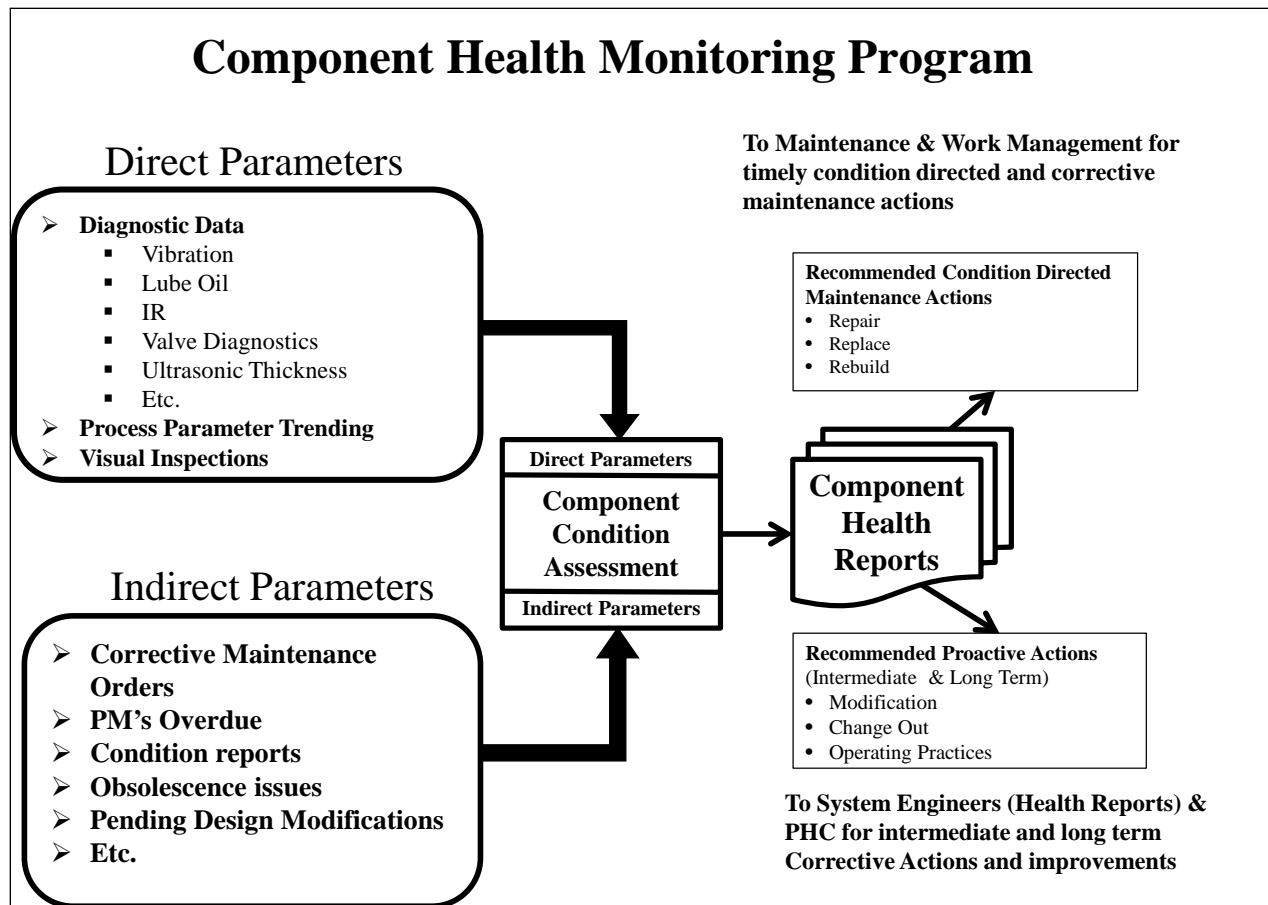 Component Health Monitoring Program
Direct Parameters
➢ Diagnostic Data
▪ Vibration
▪ Lube Oil
▪ IR
▪ Valve Diagnostics
▪ Ultrasonic Thickness
▪ Etc.
➢ Process Parameter Trending
➢ Visual Inspections
Indirect Parameters
➢ Corrective Maintenance
Orders
➢ PM’s Overdue
➢ Condition reports
➢ Obsolescence issues
➢ Pending Design Modifications
➢ Etc.
Direct Parameters
Component
Condition
Assessment
Indirect Parameters
Component
Health
Reports
To Maintenance & Work Management for
timely condition directed and corrective
maintenance actions
Recommended Condition Directed
Maintenance Actions
• Repair
• Replace
• Rebuild
Recommended Proactive Actions
(Intermediate & Long Term)
• Modification
• Change Out
• Operating Practices
To System Engineers (Health Reports) &
PHC for intermediate and long term
Corrective Actions and improvements